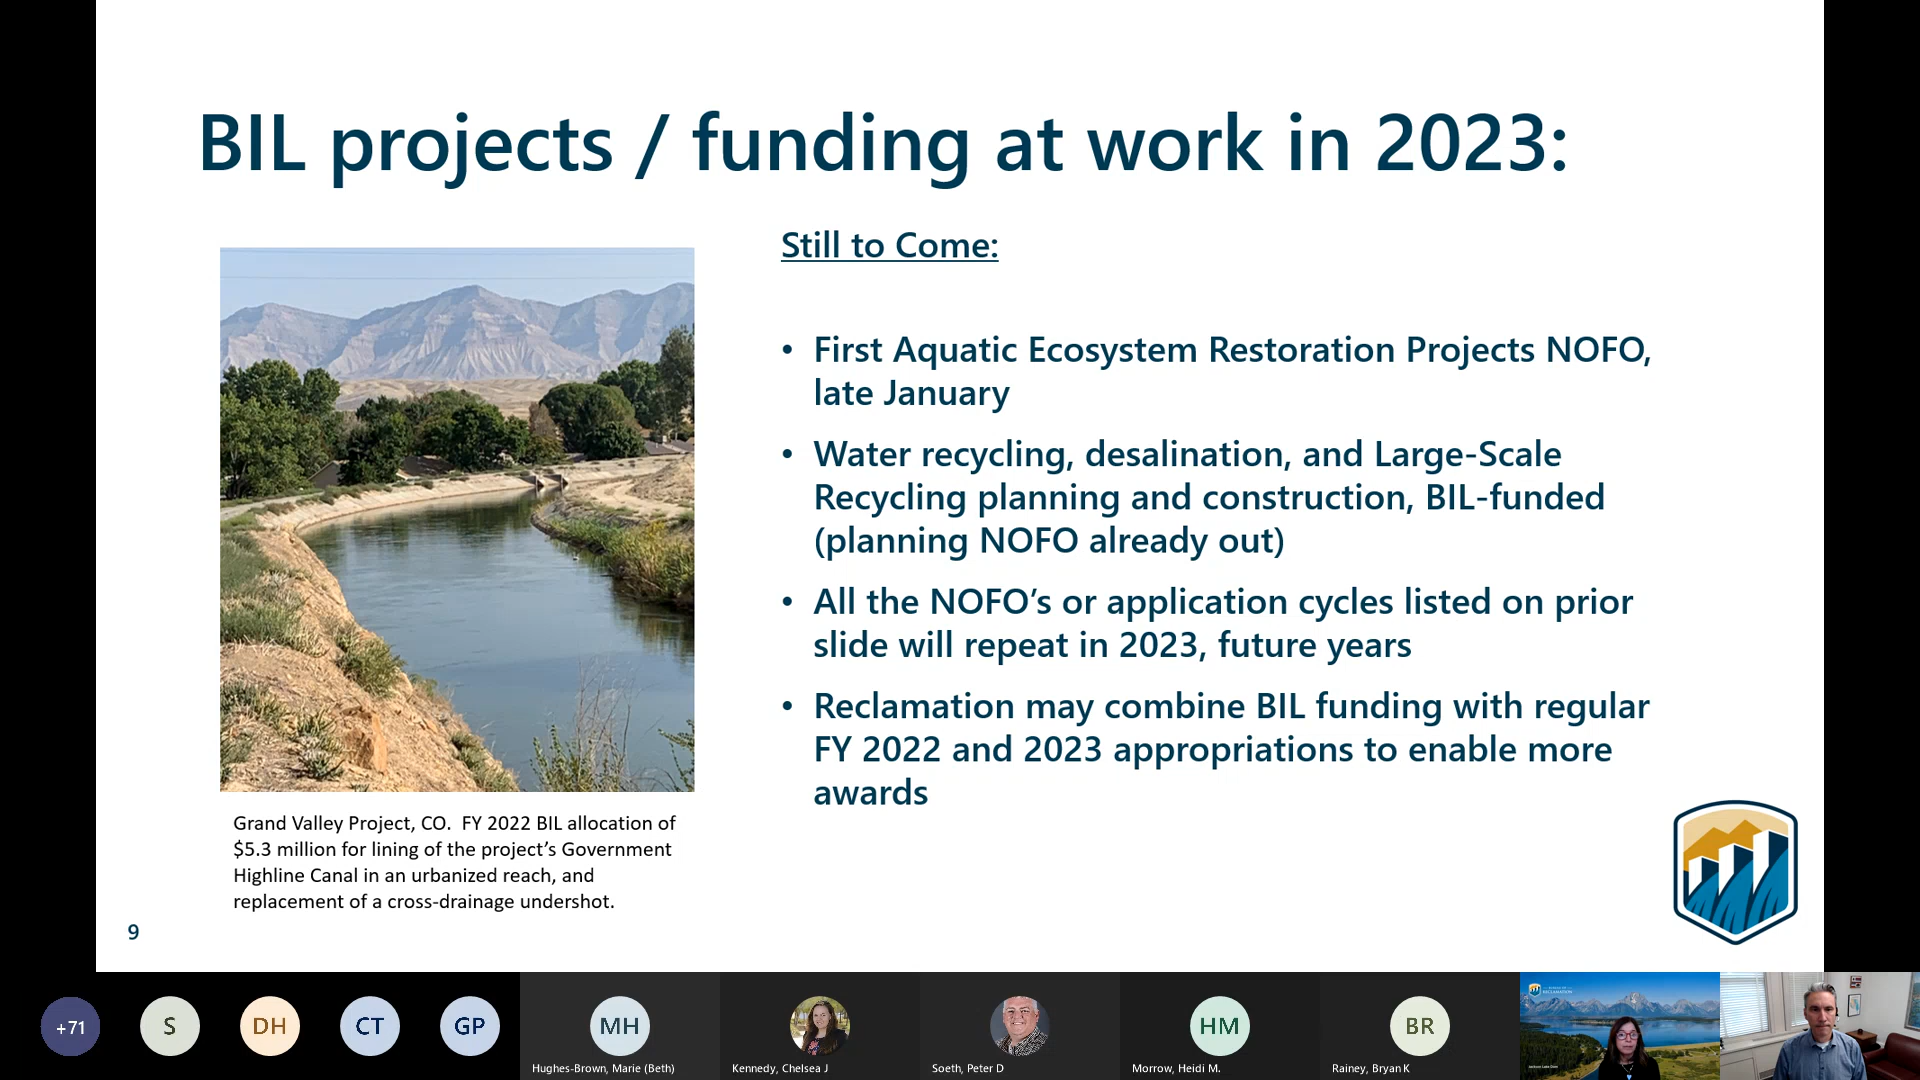 BIL projects / funding at work in 2023:
Still to Come:
• First Aquatic Ecosystem Restoration Projects NOFO,
late January
• Water recycling, desalination, and Large-Scale
Recycling planning and construction, BIL-funded
(planning NOFO already out)
• All the NOFO’s or application cycles listed on prior
slide will repeat in 2023, future years
• Reclamation may combine BIL funding with regular
FY 2022 and 2023 appropriations to enable more
awards
Grand Valley Project, CO.  FY 2022 BIL allocation of
$5.3 million for lining of the project’s Government
Highline Canal in an urbanized reach, and
replacement of a cross-drainage undershot.
9
+71
S
DH
CT
GP
MH
HM
BR
Hughes-Brown, Marie (Beth)
Kennedy, Chelsea J
Soeth, Peter D
Morrow, Heidi M.
Rainey, Bryan K